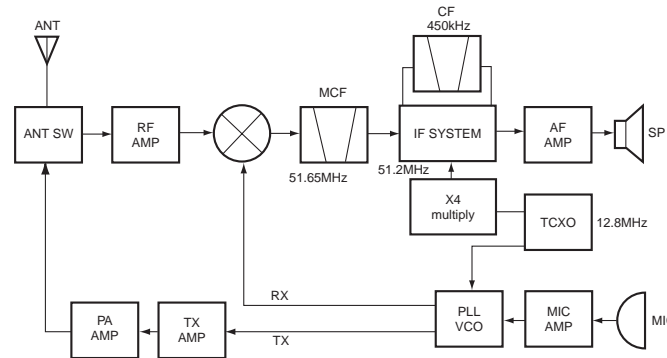 ANT
CF
450kHz
MCF
ANT SW
RF
AMP
IF SYSTEM
AF
AMP
SP
51.65MHz
51.2MHz
X4
multiply
TCXO
12.8MHz
RX
PA
AMP
TX
AMP
TX
PLL
VCO
MIC
AMP
MIC